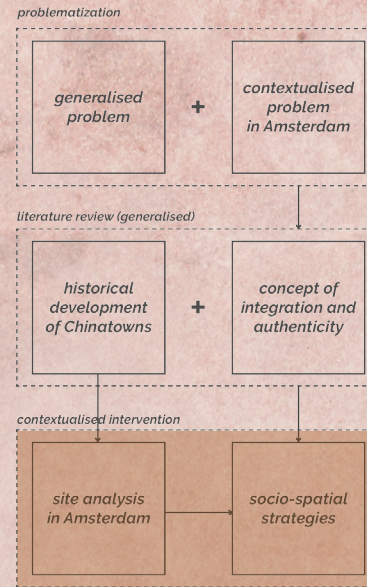 problematization
generalised
problem
+
contextualised
problem
in Amsterdam
literature review (generalised)
historical
development
of Chinatowns
+
concept of
integration and
authenticity
contextualised intervention
site analysis
in Amsterdam
socio-spatial
strategies